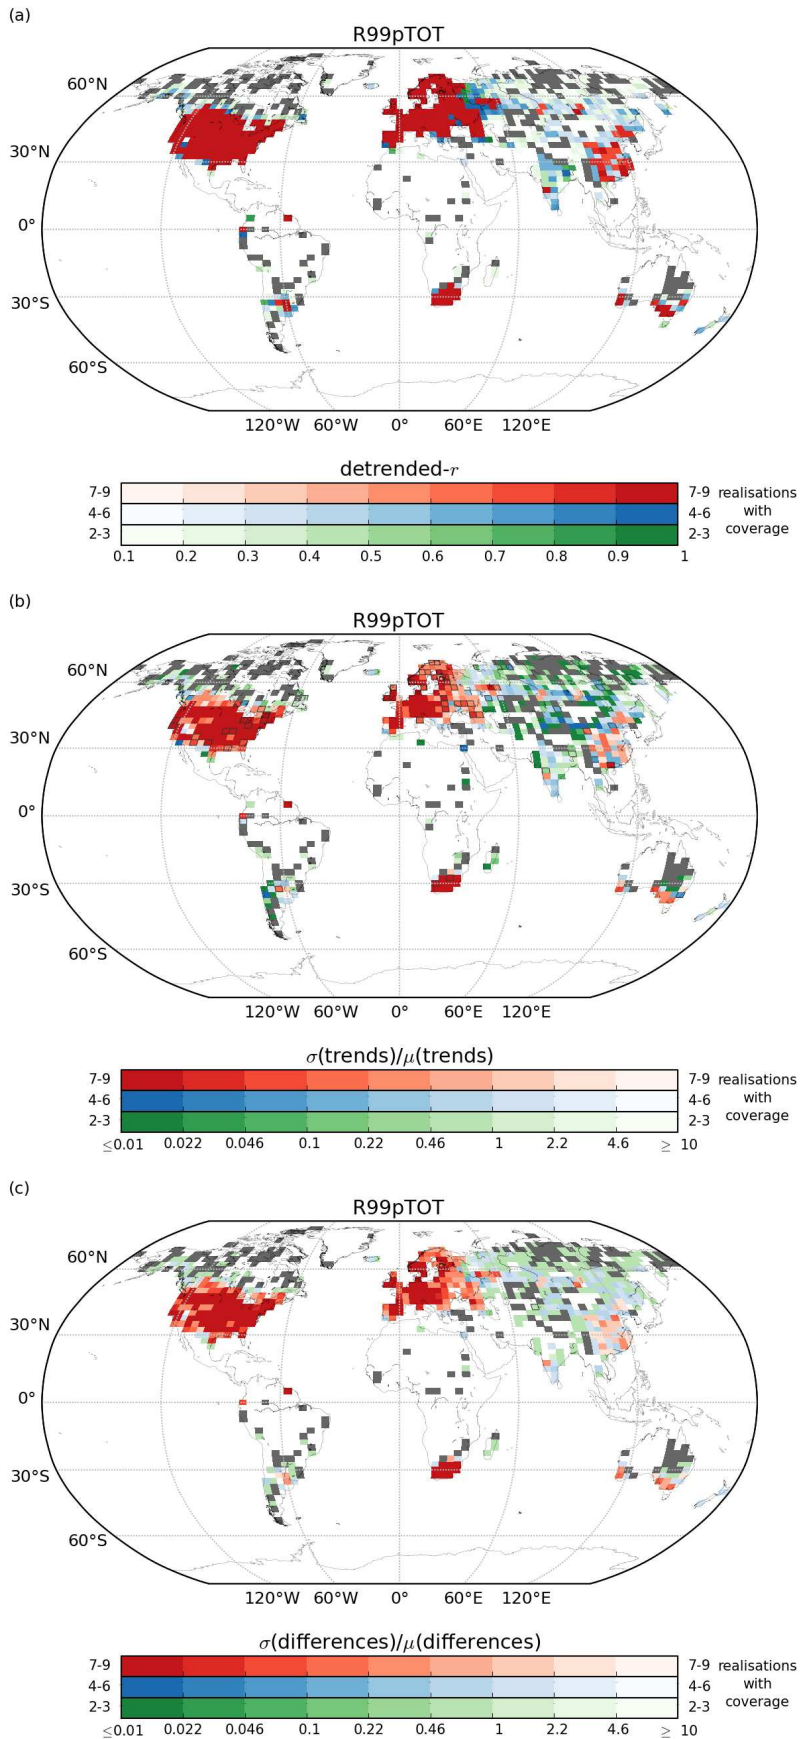 (a)
R99pTOT
60°N
30°N
0°
30°S
60°S
120°W 60°W 0° 60°E 120°E
detrended-r
7-9 7-9 realisations
4-6 4-6 with
2-3 2-3 coverage
0.1 0.2 0.3 0.4 0.5 0.6 0.7 0.8 0.9 1
(b)
R99pTOT
60°N
30°N
0°
30°S
60°S
120°W 60°W 0° 60°E 120°E
σ(trends)/μ(trends)
7-9 7-9 realisations
4-6 4-6 with
2-3 2-3 coverage
≤0.01 0.022 0.046 0.1 0.22 0.46 1 2.2 4.6 ≥ 10
(c)
R99pTOT
60°N
30°N
0°
30°S
60°S
120°W 60°W 0° 60°E 120°E
σ(differences)/μ(differences)
7-9 7-9 realisations
4-6 4-6 with
2-3 2-3 coverage
≤0.01 0.022 0.046 0.1 0.22 0.46 1 2.2 4.6 ≥ 10